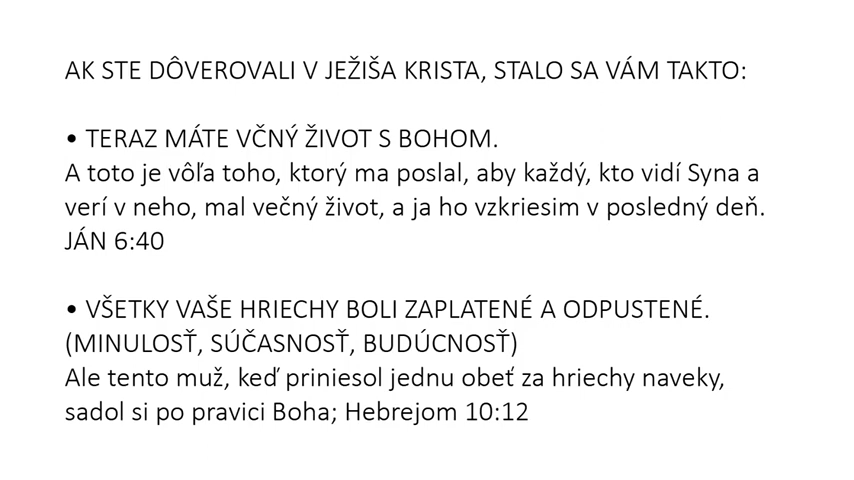 AK STE DÔVEROVALI V JEŽIŠA KRISTA, STALO SA VÁM TAKTO:
• TERAZ MÁTE VČNÝ ŽIVOT S BOHOM.
A toto je vôľa toho, ktorý ma poslal, aby každý, kto vidí Syna a
verí v neho, mal večný život, a ja ho vzkriesim v posledný deň.
JÁN 6:40
• VŠETKY VAŠE HRIECHY BOLI ZAPLATENÉ A ODPUSTENÉ.
(MINULOSŤ, SÚČASNOSŤ, BUDÚCNOSŤ)
Ale tento muž, keď priniesol jednu obeť za hriechy naveky,
sadol si po pravici Boha; Hebrejom 10:12